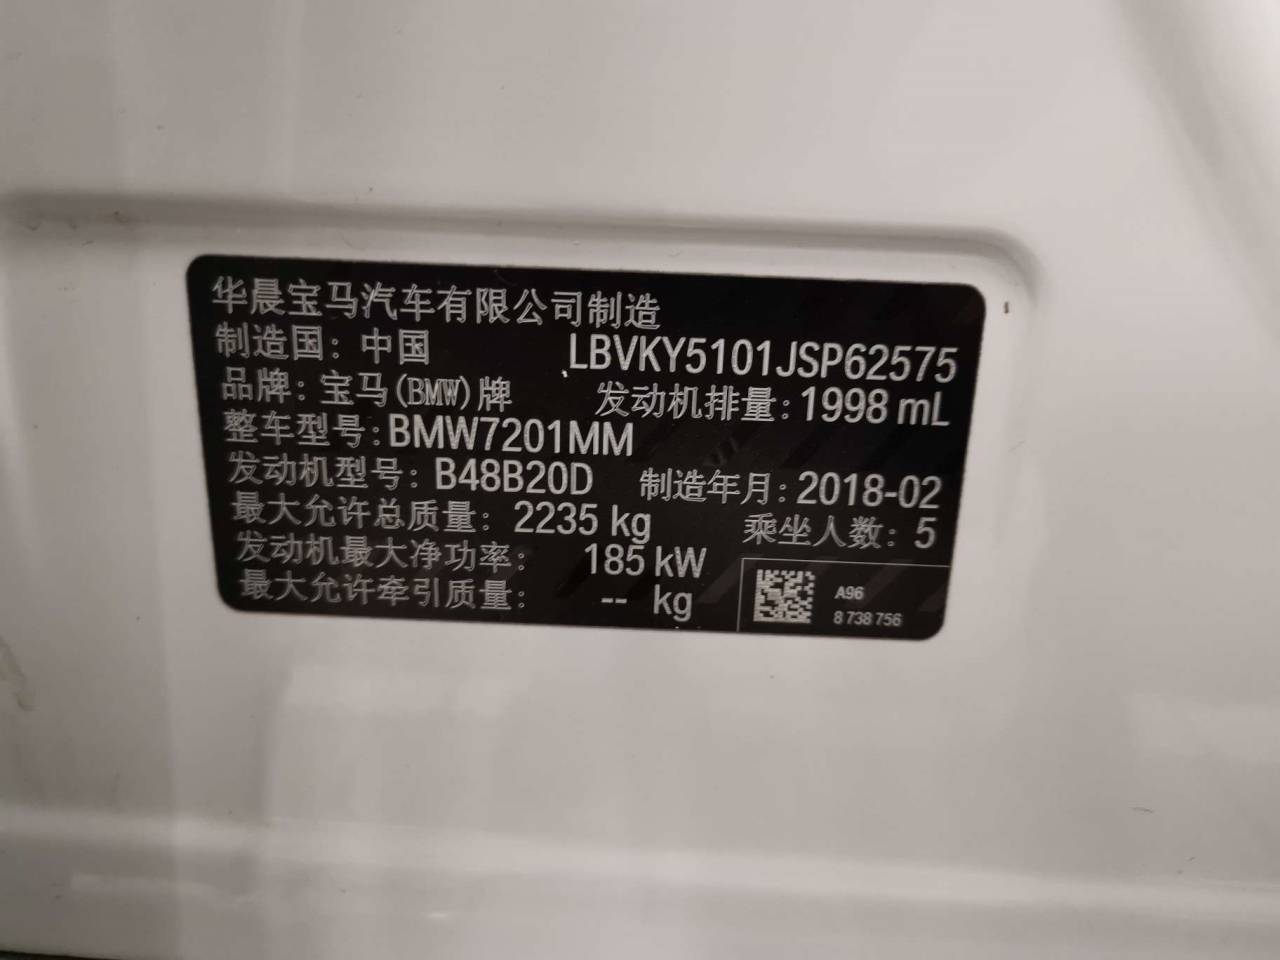 华晨宝马汽车有限公司制造
制造国：中国 LBVKY5101JSP62575
品牌：宝马(BMW)牌 发动机排量：1998 mL
整车型号：BMW7201MM
发动机型号：B48B20D 制造年月：2018-02
最大允许总质量：2235 kg 乘坐人数：5
发动机最大净功率：185 kW
最大允许牵引质量：-- kg
A96
8 738 756